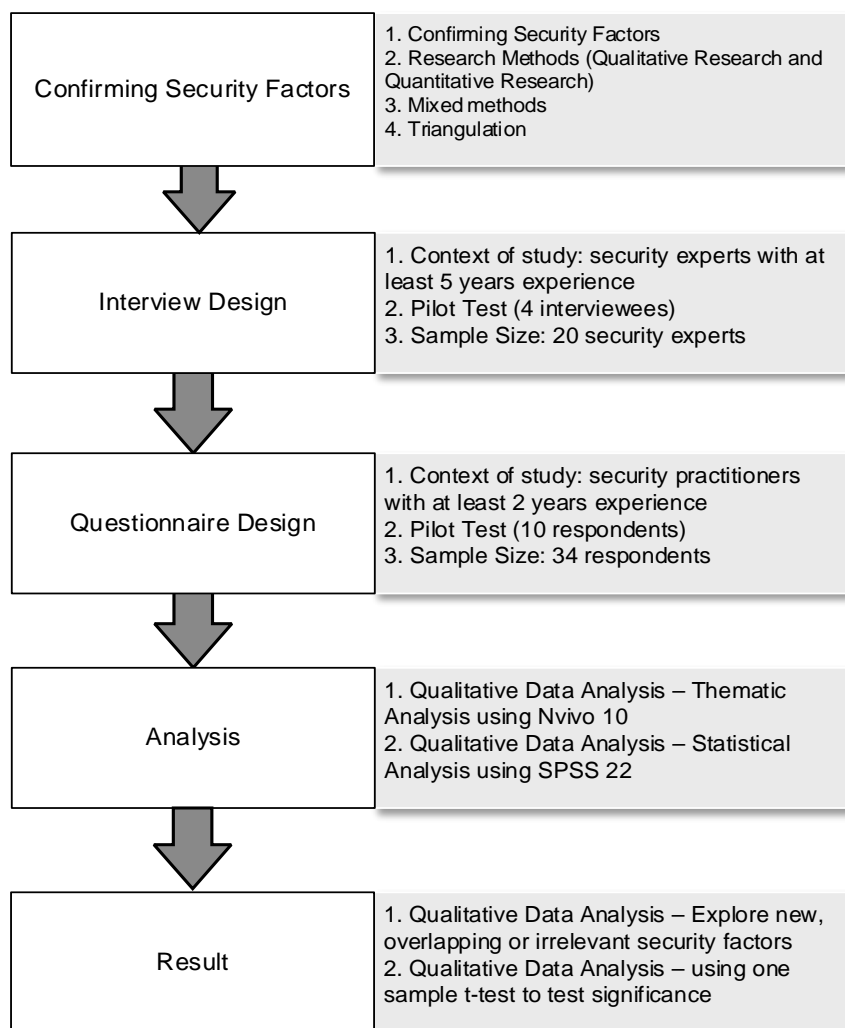 Confirming Security Factors
1. Confirming Security Factors
2. Research Methods (Qualitative Research and
Quantitative Research)
3. Mixed methods
4. Triangulation
Interview Design
1. Context of study: security experts with at
least 5 years experience
2. Pilot Test (4 interviewees)
3. Sample Size: 20 security experts
Questionnaire Design
1. Context of study: security practitioners
with at least 2 years experience
2. Pilot Test (10 respondents)
3. Sample Size: 34 respondents
Analysis
1. Qualitative Data Analysis – Thematic
Analysis using Nvivo 10
2. Qualitative Data Analysis – Statistical
Analysis using SPSS 22
Result
1. Qualitative Data Analysis – Explore new,
overlapping or irrelevant security factors
2. Qualitative Data Analysis – using one
sample t-test to test significance